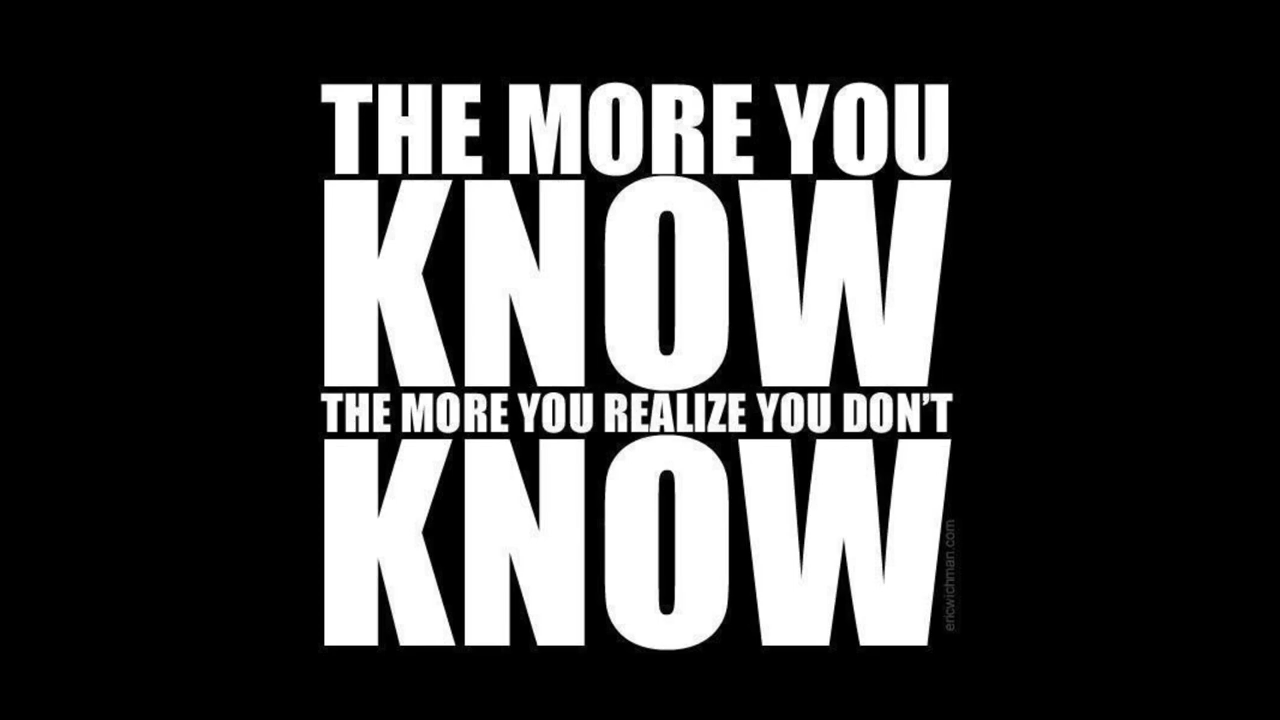 THE MORE YOU
KNOW
THE MORE YOU REALIZE YOU DON'T
KNOW
ericwichman.com